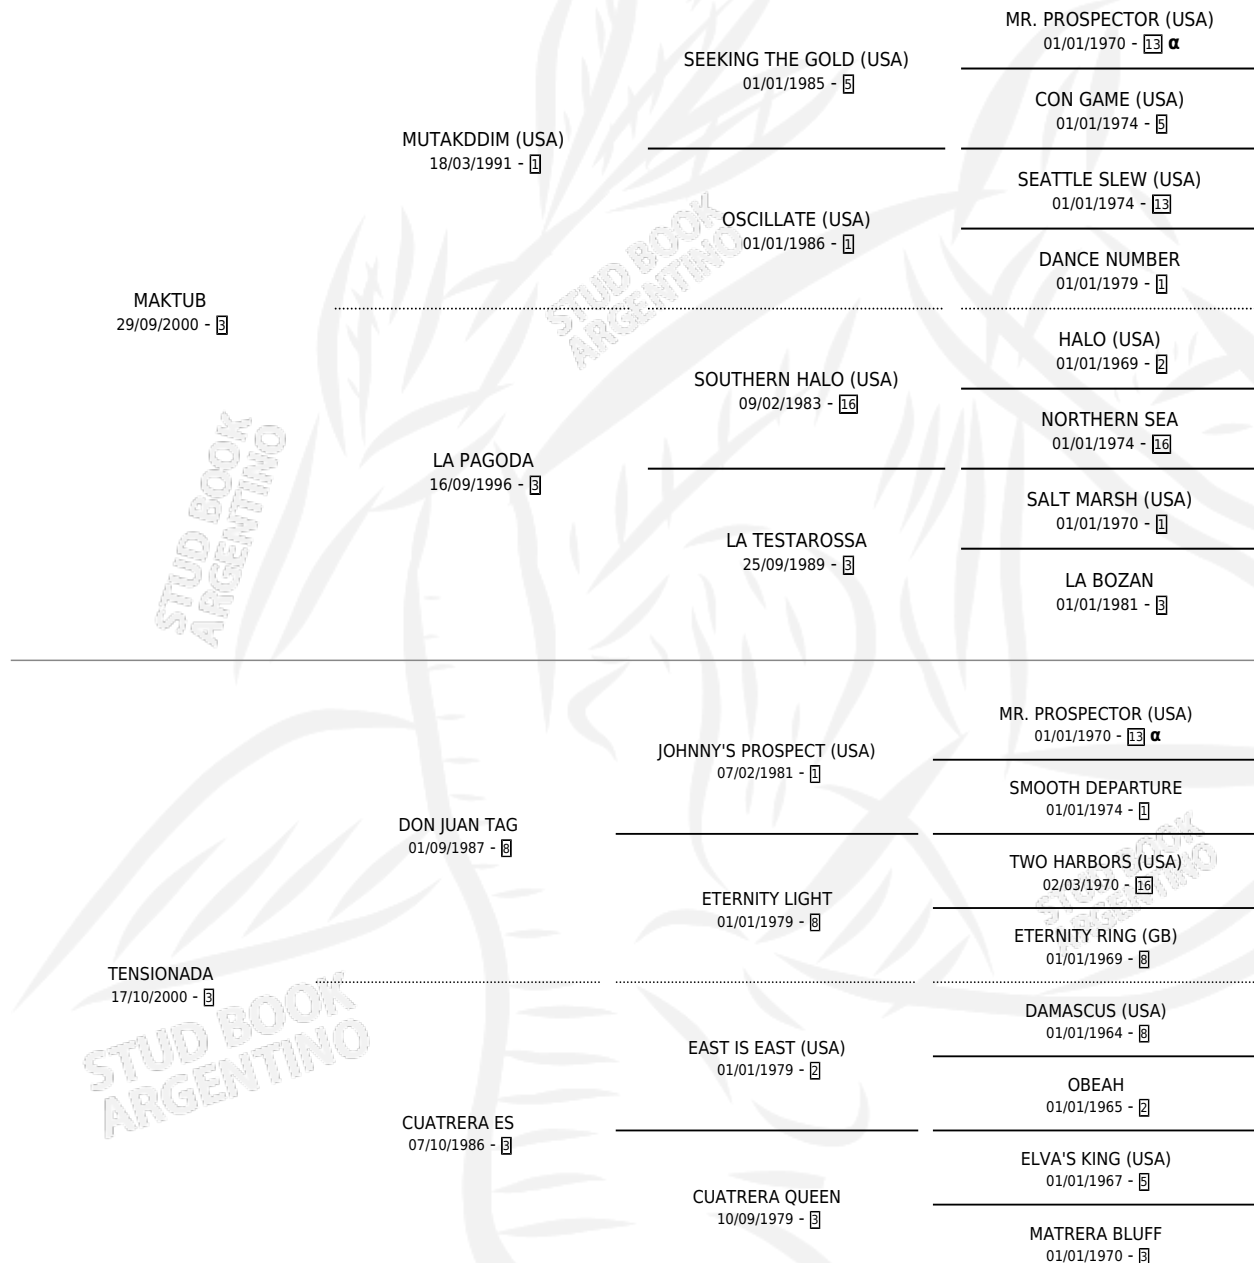 MAKTUB
29/09/2000 - 3
MUTAKDDIM (USA)
18/03/1991 - 1
LA PAGODA
16/09/1996 - 3
SEEKING THE GOLD (USA)
01/01/1985 - 5
OSCILLATE (USA)
01/01/1986 - 1
SOUTHERN HALO (USA)
09/02/1983 - 16
LA TESTAROSSA
25/09/1989 - 3
MR. PROSPECTOR (USA)
01/01/1970 - 13 α
CON GAME (USA)
01/01/1974 - 5
SEATTLE SLEW (USA)
01/01/1974 - 13
DANCE NUMBER
01/01/1979 - 1
HALO (USA)
01/01/1969 - 2
NORTHERN SEA
01/01/1974 - 16
SALT MARSH (USA)
01/01/1970 - 1
LA BOZAN
01/01/1981 - 3
TENSIONADA
17/10/2000 - 3
DON JUAN TAG
01/09/1987 - 8
CUATRERA ES
07/10/1986 - 3
JOHNNY'S PROSPECT (USA)
07/02/1981 - 1
ETERNITY LIGHT
01/01/1979 - 8
EAST IS EAST (USA)
01/01/1979 - 2
CUATRERA QUEEN
10/09/1979 - 3
MR. PROSPECTOR (USA)
01/01/1970 - 13 α
SMOOTH DEPARTURE
01/01/1974 - 1
TWO HARBORS (USA)
02/03/1970 - 16
ETERNITY RING (GB)
01/01/1969 - 8
DAMASCUS (USA)
01/01/1964 - 8
OBEAH
01/01/1965 - 2
ELVA'S KING (USA)
01/01/1967 - 5
MATRERA BLUFF
01/01/1970 - 3
STUD BOOK
ARGENTINO
STUD BOOK
ARGENTINO
STUD BOOK
ARGENTINO
STUD BOOK
ARGENTINO